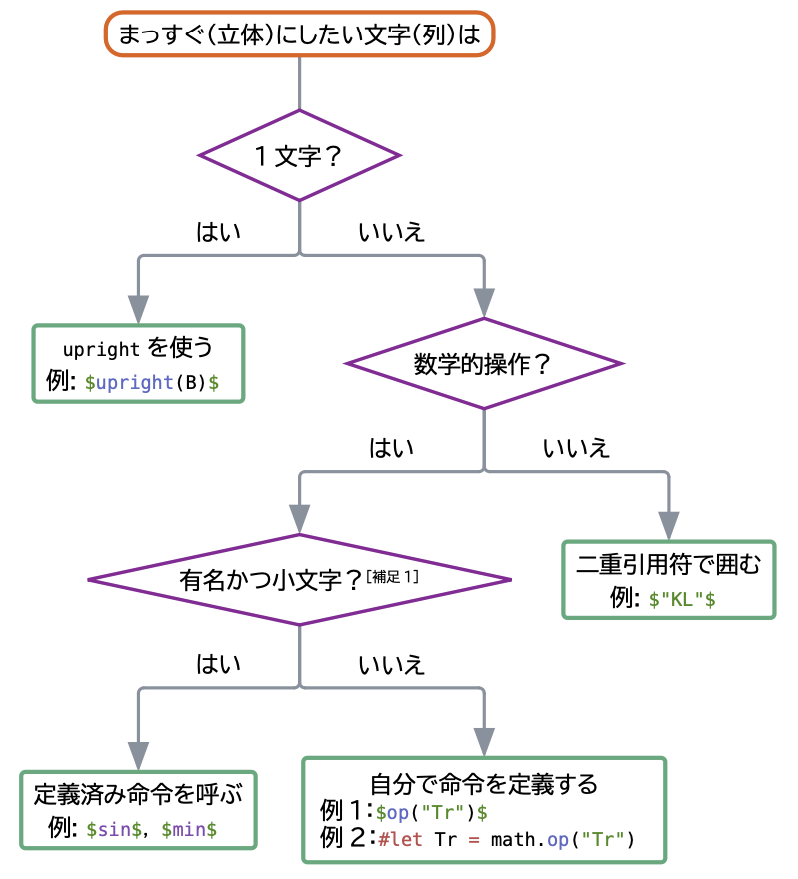 まっすぐ(立体)にしたい文字(列)は
1 文字？
はい
いいえ
upright を使う
例: $upright(B)$
数学的操作？
はい
いいえ
二重引用符で囲む
例: $"KL"$
有名かつ小文字？[補足 1]
はい
いいえ
定義済み命令を呼ぶ
例: $sin$, $min$
自分で命令を定義する
例 1：$op("Tr")$
例 2：#let Tr = math.op("Tr")